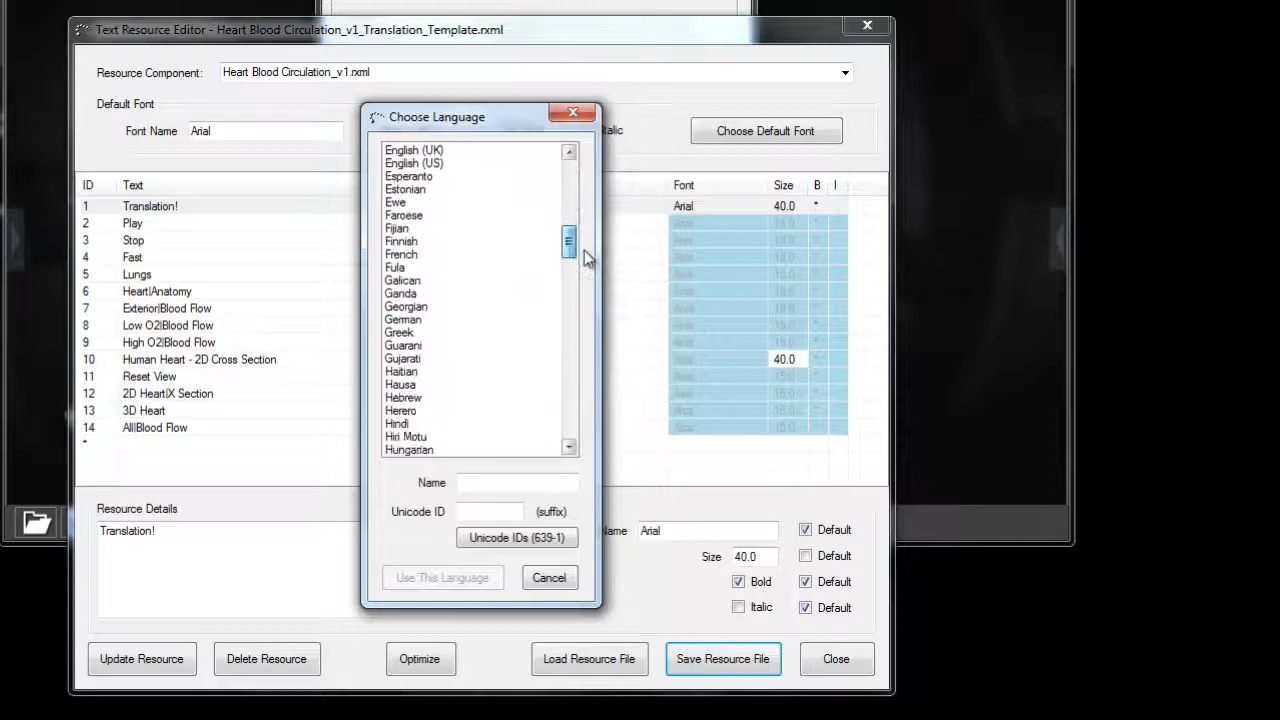 Text Resource Editor - Heart Blood Circulation_v1_Translation_Template.rxml
Resource Component: Heart Blood Circulation_v1.rxml
Default Font
Font Name Arial
Choose Default Font
ID Text Font Size B I
1 Translation! Arial 40.0 *
2 Play
3 Stop
4 Fast
5 Lungs
6 Heart|Anatomy
7 Exterior|Blood Flow
8 Low O2|Blood Flow
9 High O2|Blood Flow
10 Human Heart - 2D Cross Section 40.0
11 Reset View
12 2D Heart|X Section
13 3D Heart
14 All|Blood Flow
*
Choose Language
English (UK)
English (US)
Esperanto
Estonian
Ewe
Faroese
Fijian
Finnish
French
Fula
Galican
Ganda
Georgian
German
Greek
Guarani
Gujarati
Haitian
Hausa
Hebrew
Herero
Hindi
Hiri Motu
Hungarian
Name
Unicode ID (suffix)
Unicode IDs (639-1)
Use This Language Cancel
Resource Details
Translation!
Name Arial Default
Size 40.0 Default
Bold Default
Italic Default
Update Resource Delete Resource Optimize Load Resource File Save Resource File Close